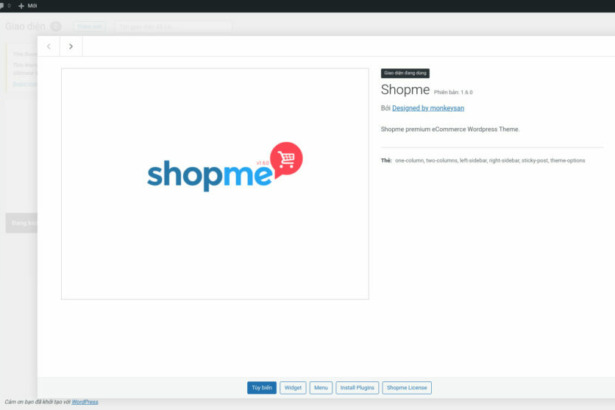 0 + Mới
Giao diện
Giao diện đang dùng
Shopme Phiên bản: 1.6.0
Bởi Designed by monkeysan
Shopme premium eCommerce Wordpress Theme.
shopme
Thẻ: one-column, two-columns, left-sidebar, right-sidebar, sticky-post, theme-options
Tùy biến Widget Menu Install Plugins Shopme License
Cảm ơn bạn đã khởi tạo với WordPress.